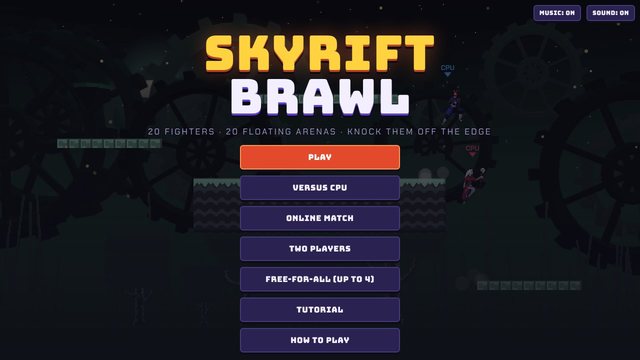 MUSIC: ON
SOUND: ON
SKYRIFT
BRAWL
CPU
20 FIGHTERS · 20 FLOATING ARENAS · KNOCK THEM OFF THE EDGE
CPU
PLAY
VERSUS CPU
ONLINE MATCH
TWO PLAYERS
FREE-FOR-ALL (UP TO 4)
TUTORIAL
HOW TO PLAY